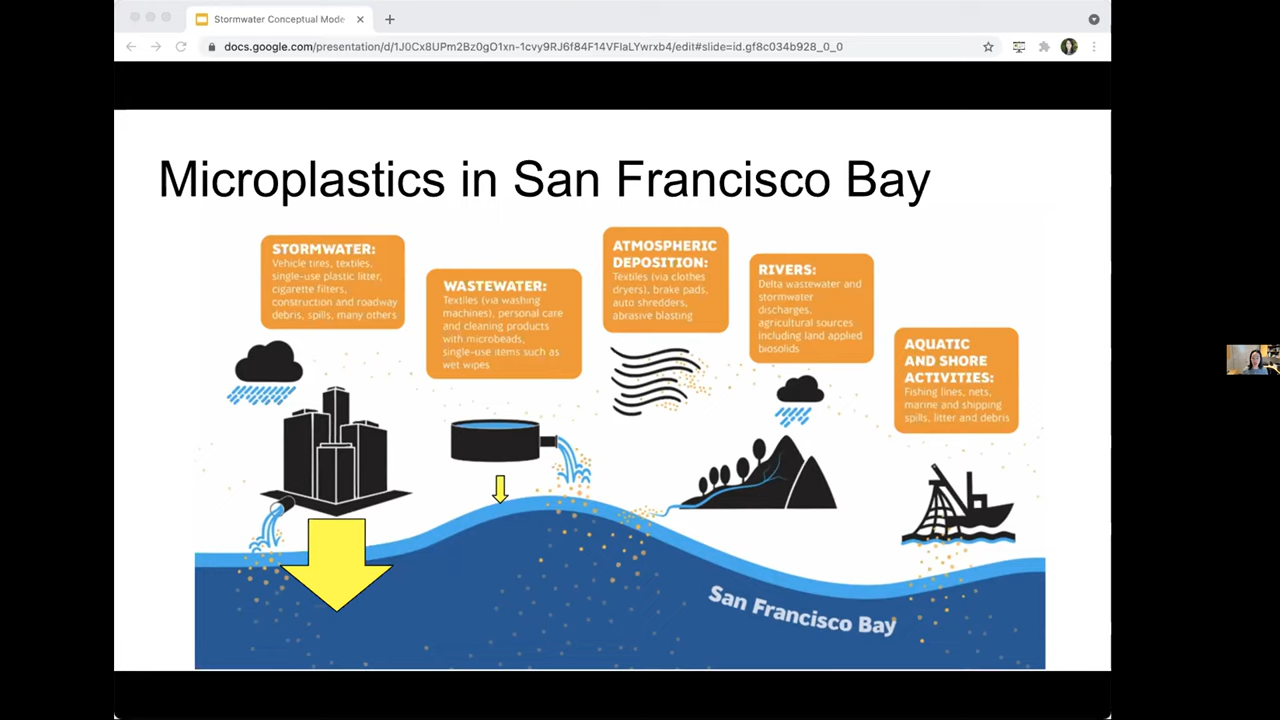 Stormwater Conceptual Mode
docs.google.com/presentation/d/1J0Cx8UPm2Bz0gO1xn-1cvy9RJ6f84F14VFIaLYwrxb4/edit#slide=id.gf8c034b928_0_0
Microplastics in San Francisco Bay
STORMWATER:
Vehicle tires, textiles,
single-use plastic litter,
cigarette filters,
construction and roadway
debris, spills, many others
WASTEWATER:
Textiles (via washing
machines), personal care
and cleaning products
with microbeads,
single-use items such as
wet wipes
ATMOSPHERIC
DEPOSITION:
Textiles (via clothes
dryers), brake pads,
auto shredders,
abrasive blasting
RIVERS:
Delta wastewater and
stormwater
discharges,
agricultural sources
including land applied
biosolids
AQUATIC
AND SHORE
ACTIVITIES:
Fishing lines, nets,
marine and shipping
spills, litter and debris
San Francisco Bay